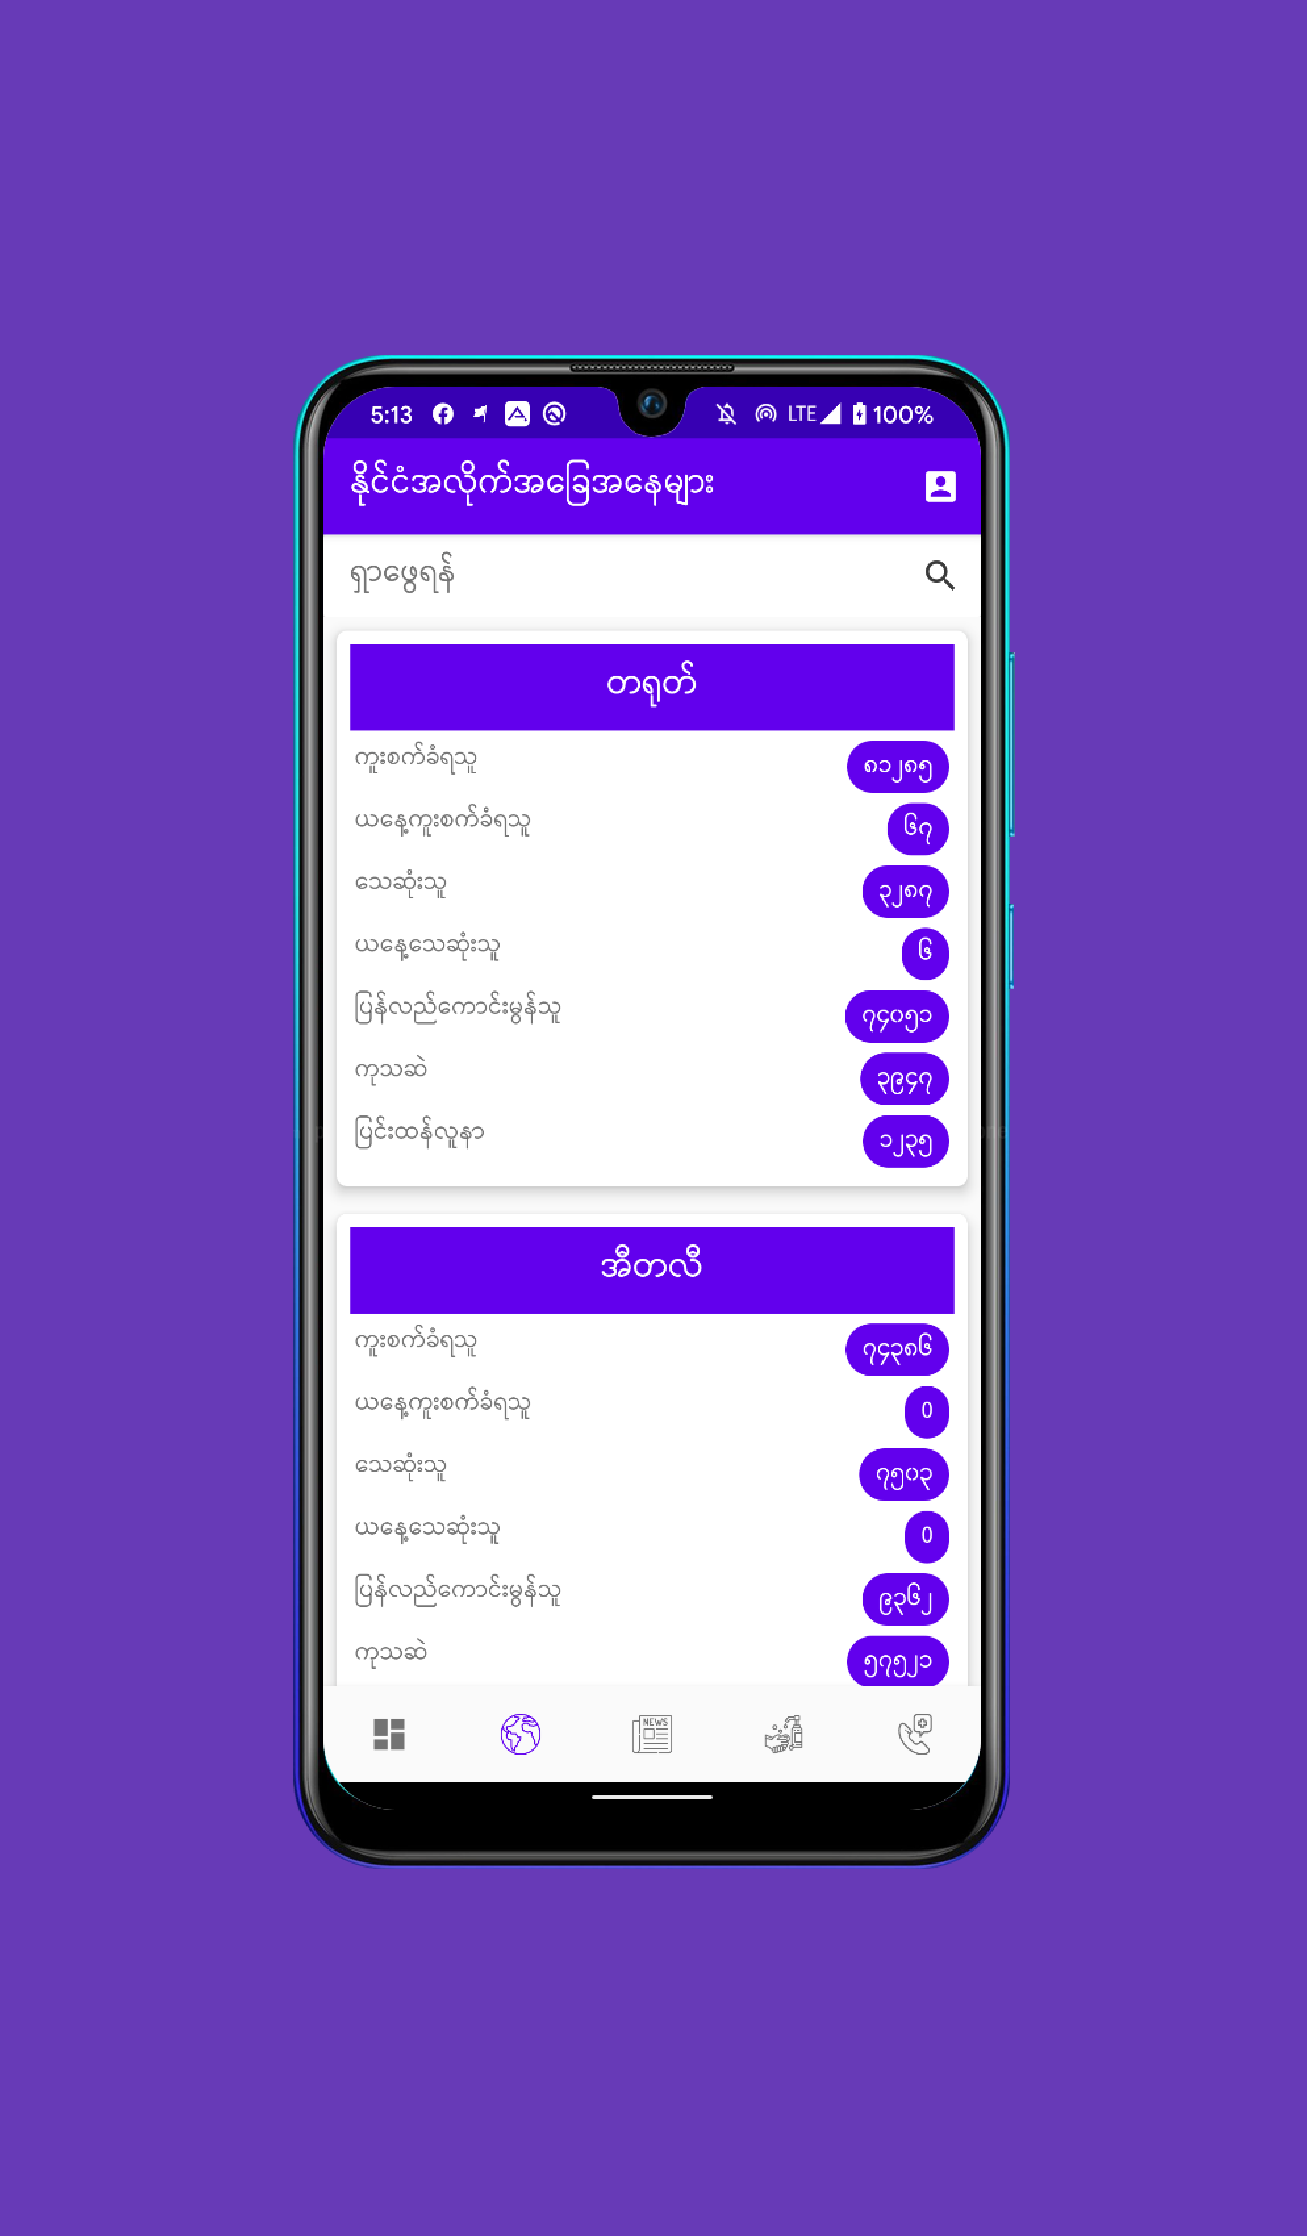 5:13 LTE 100%
နိုင်ငံအလိုက်အခြေအနေများ
ရှာဖွေရန်
တရုတ်
ကူးစက်ခံရသူ ၈၁၂၈၅
ယနေ့ကူးစက်ခံရသူ ၆၇
သေဆုံးသူ ၃၂၈၇
ယနေ့သေဆုံးသူ ၆
ပြန်လည်ကောင်းမွန်သူ ၇၄၀၅၁
ကုသဆဲ ၃၉၄၇
ပြင်းထန်လူနာ ၁၂၃၅
အီတလီ
ကူးစက်ခံရသူ ၇၄၃၈၆
ယနေ့ကူးစက်ခံရသူ ၀
သေဆုံးသူ ၇၅၀၃
ယနေ့သေဆုံးသူ ၀
ပြန်လည်ကောင်းမွန်သူ ၉၃၆၂
ကုသဆဲ ၅၇၅၂၁
NEWS